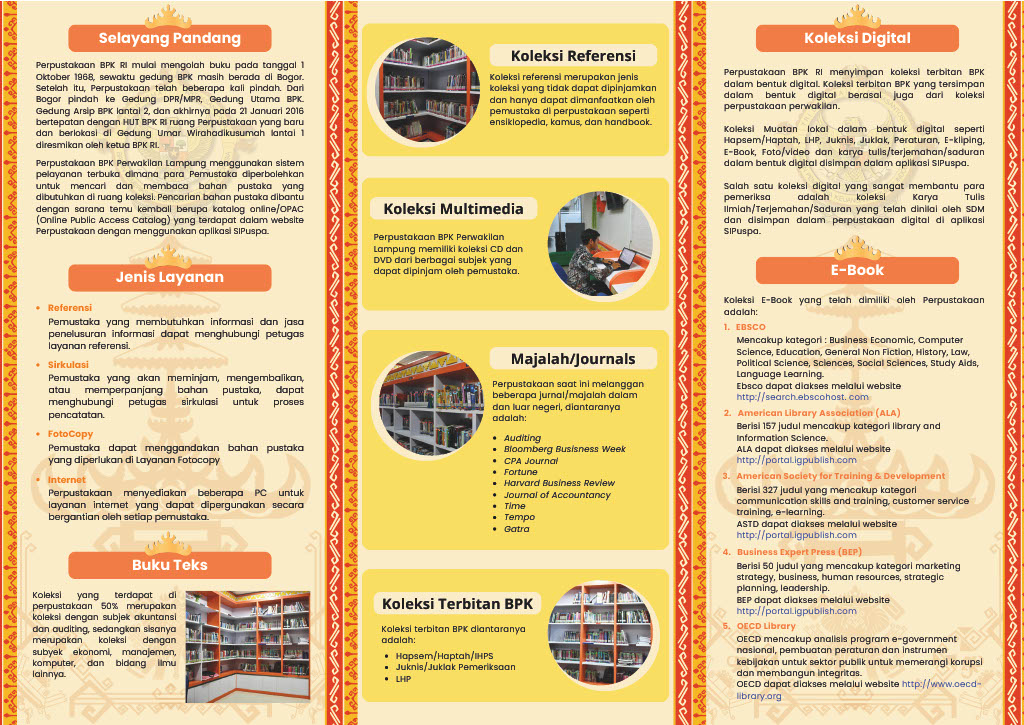 Selayang Pandang
Perpustakaan BPK RI mulai mengolah buku pada tanggal 1
Oktober 1968, sewaktu gedung BPK masih berada di Bogor.
Setelah itu, Perpustakaan telah beberapa kali pindah. Dari
Bogor pindah ke Gedung DPR/MPR, Gedung Utama BPK.
Gedung Arsip BPK lantai 2, dan akhirnya pada 21 Januari 2016
bertepatan dengan HUT BPK RI ruang Perpustakaan yang baru
dan berlokasi di Gedung Umar Wirahadikusumah lantai 1
diresmikan oleh ketua BPK RI.
Perpustakaan BPK Perwakilan Lampung menggunakan sistem
pelayanan terbuka dimana para Pemustaka diperbolehkan
untuk mencari dan membaca bahan pustaka yang
dibutuhkan di ruang koleksi. Pencarian bahan pustaka dibantu
dengan sarana temu kembali berupa katalog online/OPAC
(Online Public Access Catalog) yang terdapat dalam website
Perpustakaan dengan menggunakan aplikasi SIPuspa.
Jenis Layanan
• Referensi
Pemustaka yang membutuhkan informasi dan jasa
penelusuran informasi dapat menghubungi petugas
layanan referensi.
• Sirkulasi
Pemustaka yang akan meminjam, mengembalikan,
atau memperpanjang bahan pustaka, dapat
menghubungi petugas sirkulasi untuk proses
pencatatan.
• FotoCopy
Pemustaka dapat menggandakan bahan pustaka
yang diperlukan di Layanan Fotocopy
• Internet
Perpustakaan menyediakan beberapa PC untuk
layanan internet yang dapat dipergunakan secara
bergantian oleh setiap pemustaka.
Buku Teks
Koleksi yang terdapat di
perpustakaan 50% merupakan
koleksi dengan subjek akuntansi
dan auditing, sedangkan sisanya
merupakan koleksi dengan
subyek ekonomi, manajemen,
komputer, dan bidang ilmu
lainnya.
Koleksi Referensi
Koleksi referensi merupakan jenis
koleksi yang tidak dapat dipinjamkan
dan hanya dapat dimanfaatkan oleh
pemustaka di perpustakaan seperti
ensiklopedia, kamus, dan handbook.
Koleksi Multimedia
Perpustakaan BPK Perwakilan
Lampung memiliki koleksi CD dan
DVD dari berbagai subjek yang
dapat dipinjam oleh pemustaka.
Majalah/Journals
Perpustakaan saat ini melanggan
beberapa jurnal/majalah dalam
dan luar negeri, diantaranya
adalah:
• Auditing
• Bloomberg Busisness Week
• CPA Journal
• Fortune
• Harvard Business Review
• Journal of Accountancy
• Time
• Tempo
• Gatra
Koleksi Terbitan BPK
Koleksi terbitan BPK diantaranya
adalah:
• Hapsem/Haptah/IHPS
• Juknis/Juklak Pemeriksaan
• LHP
Koleksi Digital
Perpustakaan BPK RI menyimpan koleksi terbitan BPK
dalam bentuk digital. Koleksi terbitan BPK yang tersimpan
dalam bentuk digital berasal juga dari koleksi
perpustakaan perwakilan.
Koleksi Muatan lokal dalam bentuk digital seperti
Hapsem/Haptah, LHP, Juknis, Juklak, Peraturan, E-kliping,
E-Book, Foto/video dan karya tulis/terjemahan/saduran
dalam bentuk digital disimpan dalam aplikasi SIPuspa.
Salah satu koleksi digital yang sangat membantu para
pemeriksa adalah koleksi Karya Tulis
Ilmiah/Terjemahan/Saduran yang telah dinilai oleh SDM
dan disimpan dalam perpustakaan digital di aplikasi
SIPuspa.
E-Book
Koleksi E-Book yang telah dimiliki oleh Perpustakaan
adalah:
1. EBSCO
Mencakup kategori : Business Economic, Computer
Science, Education, General Non Fiction, History, Law,
Political Science, Sciences, Social Sciences, Study Aids,
Language Learning.
Ebsco dapat diakses melalui website
http://search.ebscohost. com
2. American Library Association (ALA)
Berisi 157 judul mencakup kategori library and
Information Science.
ALA dapat diakses melalui website
http://portal.igpublish.com
3. American Society for Training & Development
Berisi 327 judul yang mencakup kategori
communication skills and training, customer service
training, e-learning.
ASTD dapat diakses melalui website
http://portal.igpublish.com
4. Business Expert Press (BEP)
Berisi 50 judul yang mencakup kategori marketing
strategy, business, human resources, strategic
planning, leadership.
BEP dapat diakses melalui website
http://portal.igpublish.com
5. OECD Library
OECD mencakup analisis program e-government
nasional, pembuatan peraturan dan instrumen
kebijakan untuk sektor publik untuk memerangi korupsi
dan membangun integritas.
OECD dapat diakses melalui website http://www.oecd-
library.org